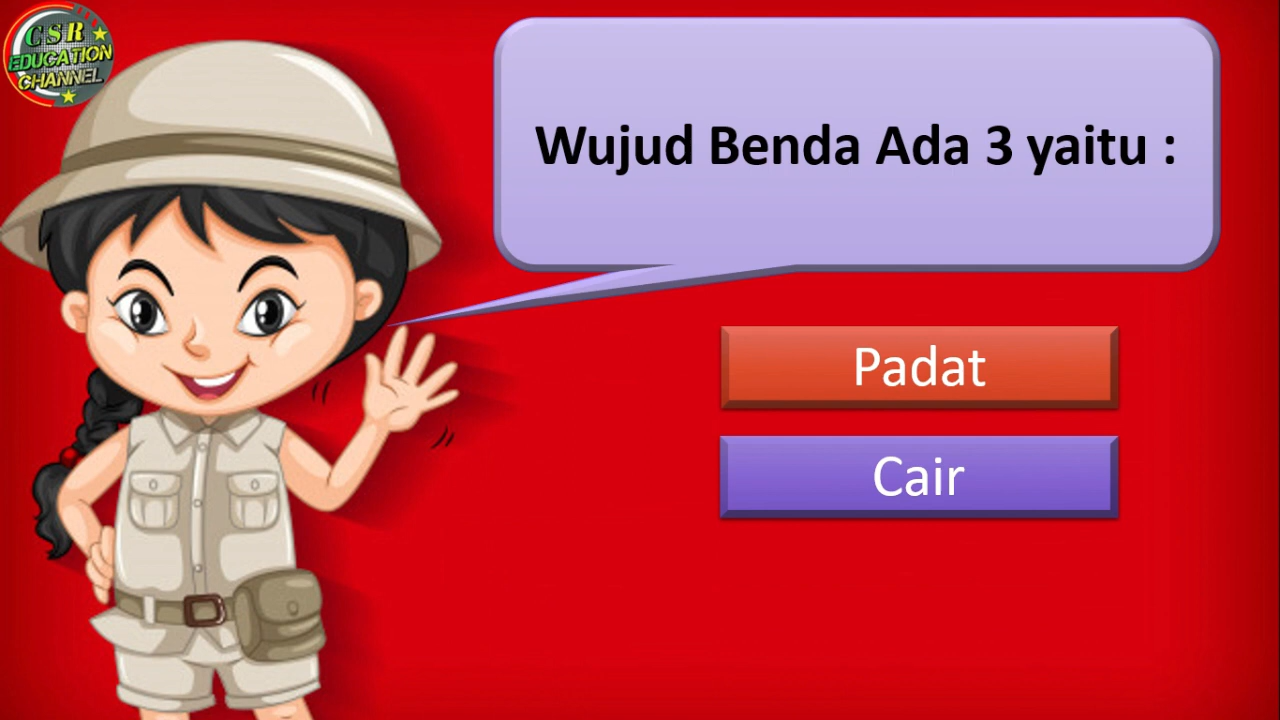 CSR
EDUCATION
CHANNEL
Wujud Benda Ada 3 yaitu :
Padat
Cair